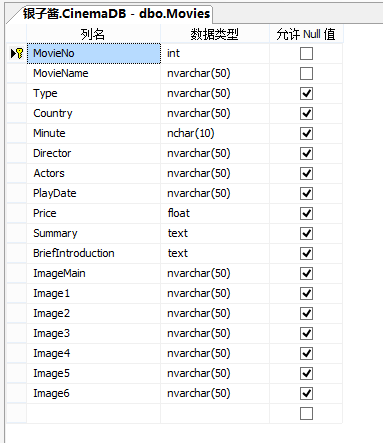 银子酱.CinemaDB - dbo.Movies
列名 数据类型 允许 Null 值
MovieNo int
MovieName nvarchar(50)
Type nvarchar(50)
Country nvarchar(50)
Minute nchar(10)
Director nvarchar(50)
Actors nvarchar(50)
PlayDate nvarchar(50)
Price float
Summary text
BriefIntroduction text
ImageMain nvarchar(50)
Image1 nvarchar(50)
Image2 nvarchar(50)
Image3 nvarchar(50)
Image4 nvarchar(50)
Image5 nvarchar(50)
Image6 nvarchar(50)